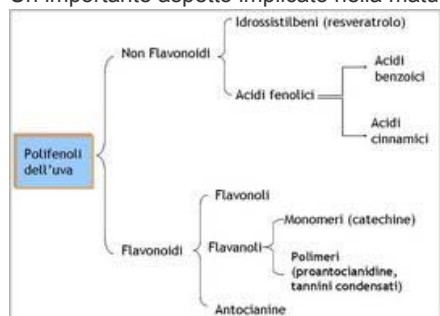 Un importante aspetto implicato nella matu
Idrossistilbeni (resveratrolo)
Non Flavonoidi
Acidi fenolici
Acidi
benzoici
Acidi
cinnamici
Polifenoli
dell'uva
Flavonoli
Flavonoidi
Flavanoli
Monomeri (catechine)
Polimeri
(proantocianidine,
tannini condensati)
Antocianine